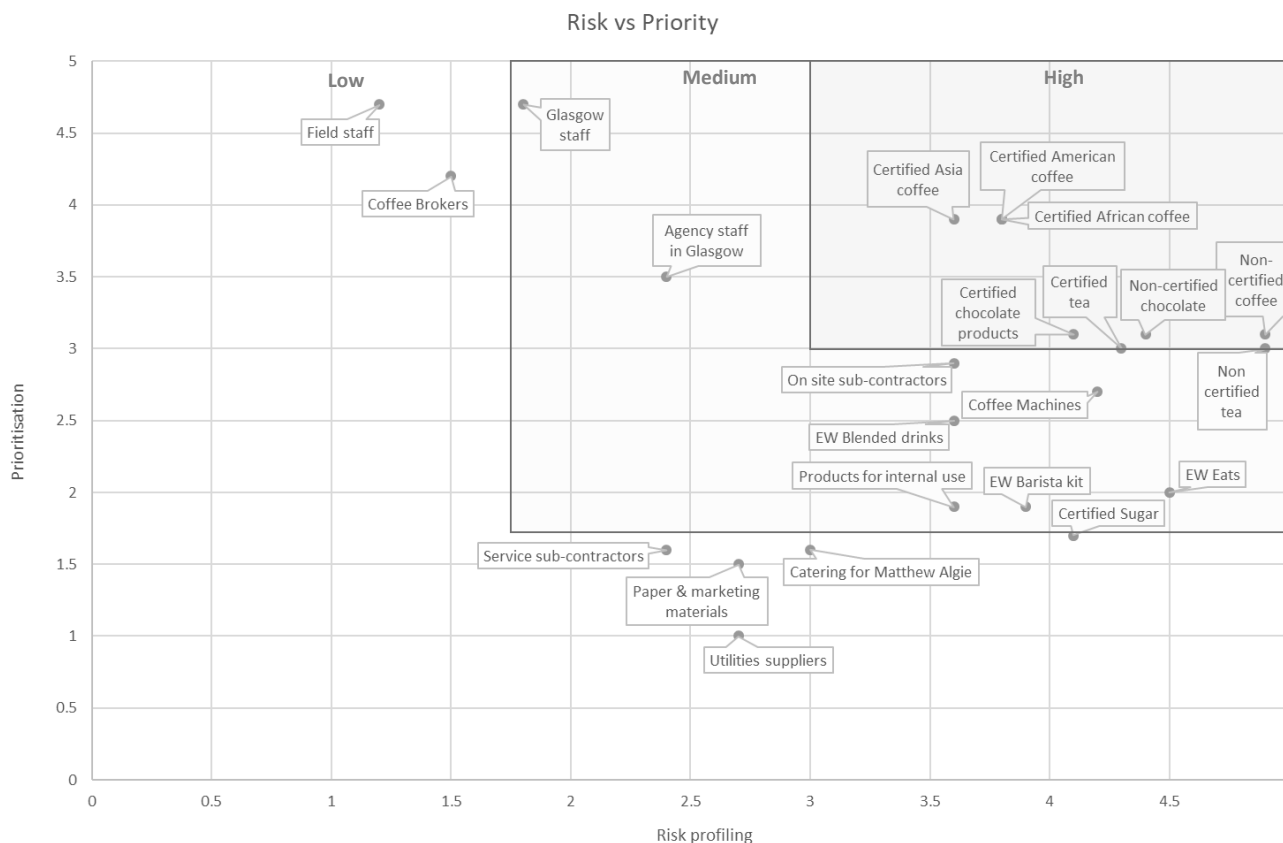 Risk vs Priority
Low
Medium
High
Field staff
Glasgow
staff
Coffee Brokers
Agency staff
in Glasgow
Certified Asia
coffee
Certified American
coffee
Certified African coffee
Certified
chocolate
products
Certified
tea
Non-certified
chocolate
Non-
certified
coffee
Non
certified
tea
On site sub-contractors
Coffee Machines
EW Blended drinks
Products for internal use
EW Barista kit
EW Eats
Certified Sugar
Service sub-contractors
Catering for Matthew Algie
Paper & marketing
materials
Utilities suppliers
Prioritisation
5
4.5
4
3.5
3
2.5
2
1.5
1
0.5
0
0
0.5
1
1.5
2
2.5
3
3.5
4
4.5
Risk profiling